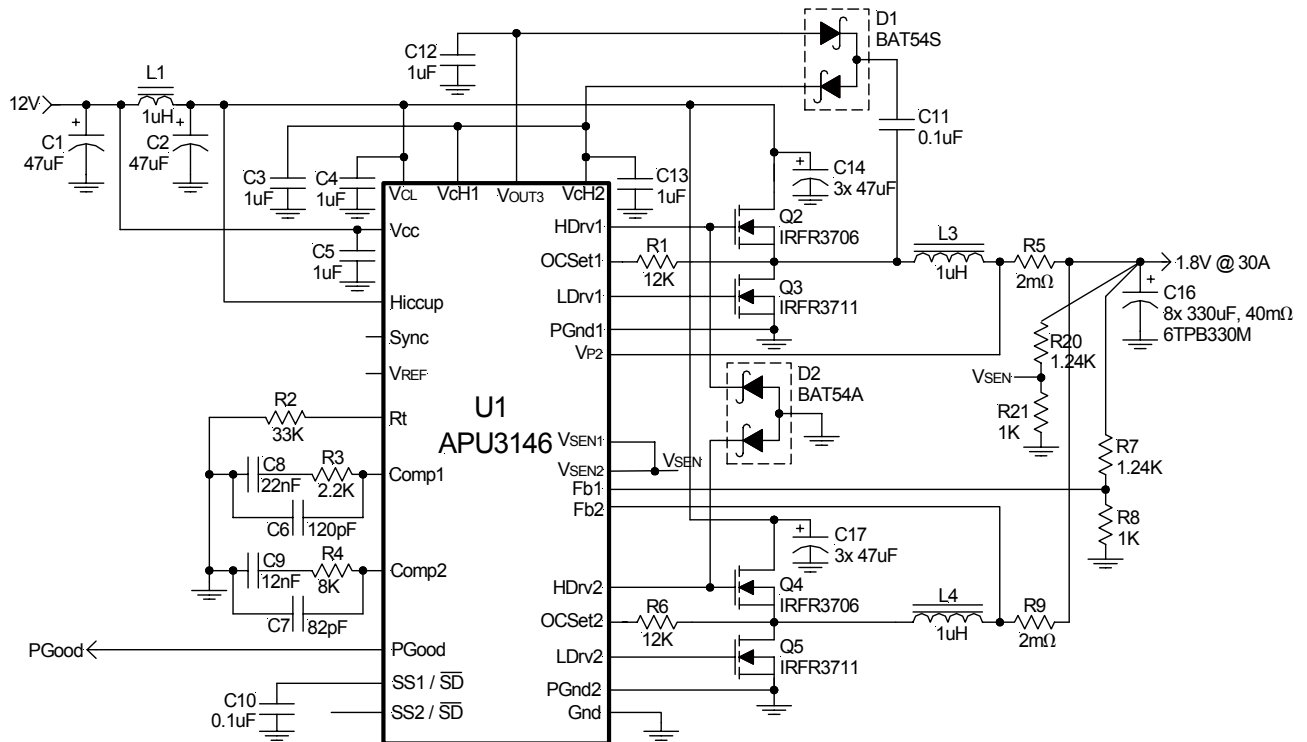 D1
BAT54S
C12
1uF
L1
12V
1uH
C11
0.1uF
C1
47uF
C2
47uF
C3
1uF
C4
1uF
C13
1uF
C14
3x 47uF
VCL
VcH1
VOUT3
VcH2
Vcc
HDrv1
Q2
IRFR3706
C5
1uF
OCSet1
R1
12K
L3
1uH
R5
2mΩ
1.8V @ 30A
Hiccup
LDrv1
Q3
IRFR3711
C16
8x 330uF, 40mΩ
6TPB330M
Sync
PGnd1
VP2
R20
1.24K
VREF
D2
BAT54A
VSEN
R2
33K
Rt
U1
APU3146
R21
1K
VSEN1
VSEN2
VSEN
R7
1.24K
C8
22nF
R3
2.2K
Comp1
Fb1
Fb2
C6
120pF
R8
1K
C17
3x 47uF
C9
12nF
R4
8K
Comp2
HDrv2
Q4
IRFR3706
C7
82pF
OCSet2
R6
12K
L4
1uH
R9
2mΩ
PGood
PGood
LDrv2
Q5
IRFR3711
SS1 / SD
PGnd2
C10
0.1uF
SS2 / SD
Gnd